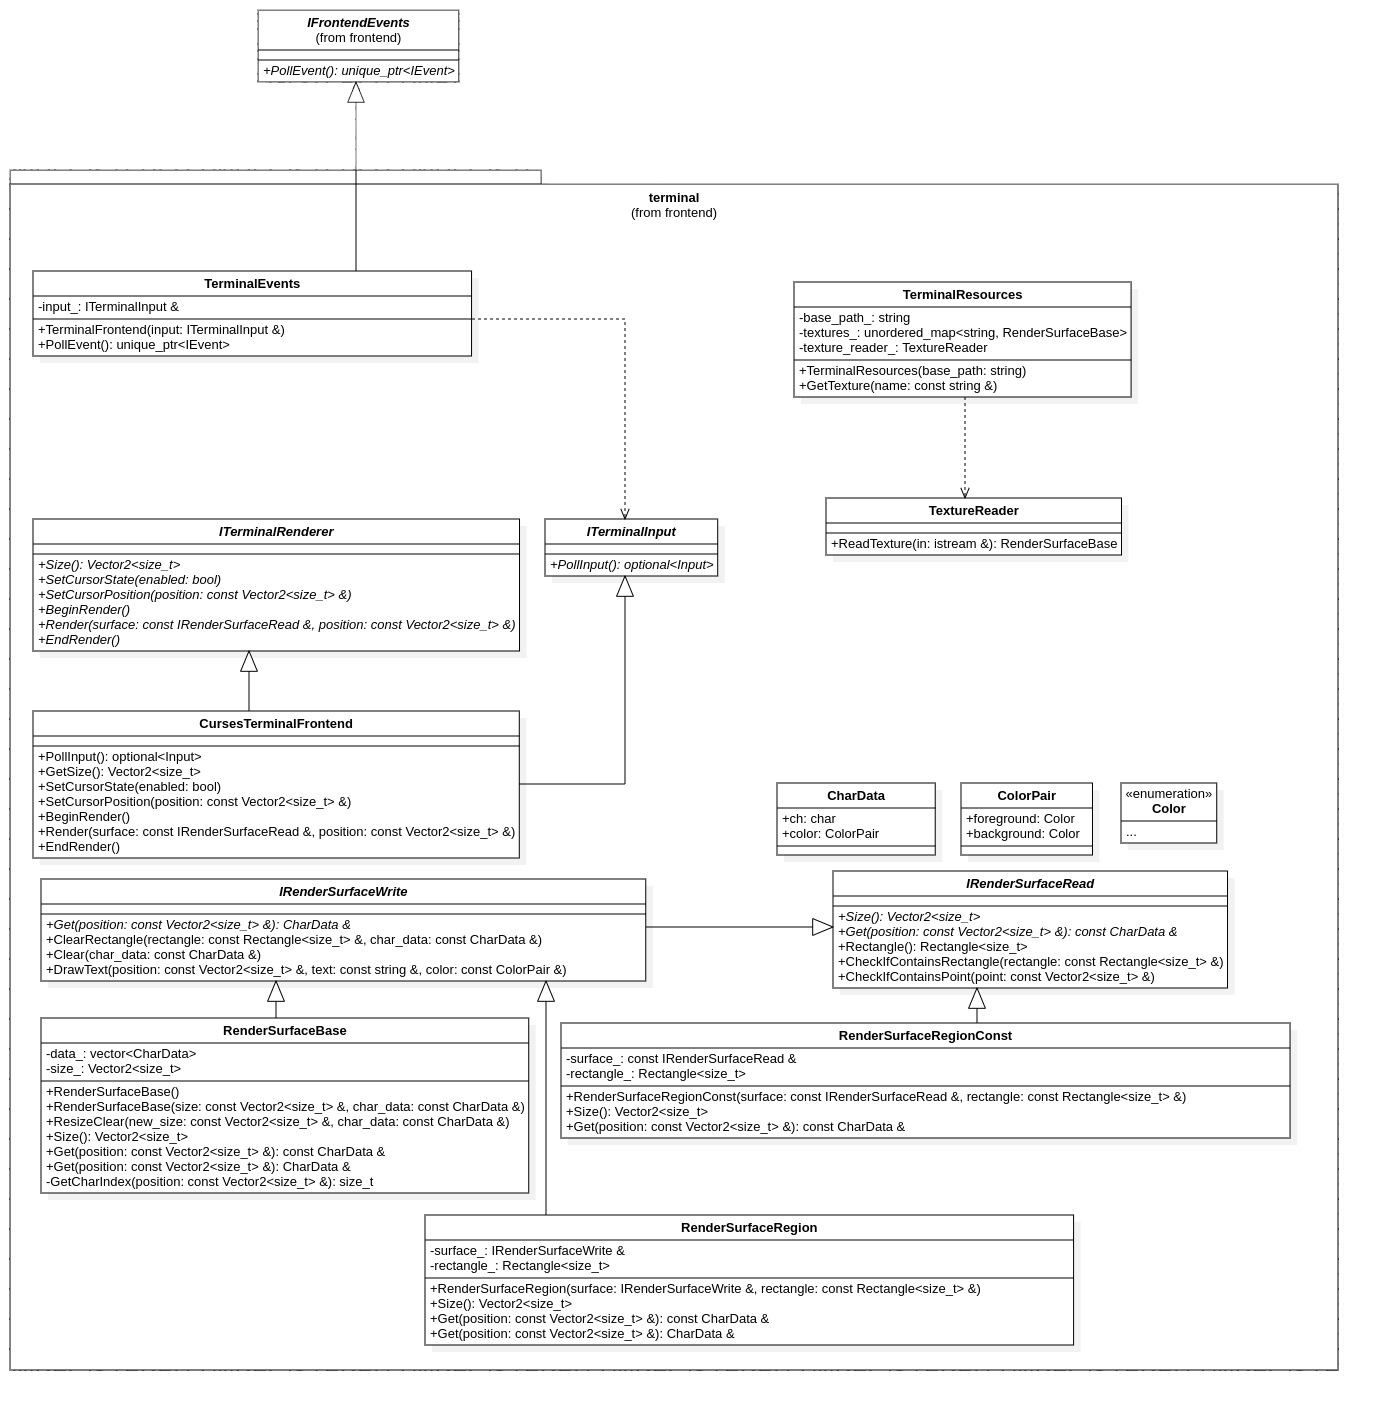 IFrontendEvents
(from frontend)
+PollEvent(): unique_ptr<IEvent>
terminal
(from frontend)
TerminalEvents
-input_: ITerminalInput &
+TerminalFrontend(input: ITerminalInput &)
+PollEvent(): unique_ptr<IEvent>
TerminalResources
-base_path_: string
-textures_: unordered_map<string, RenderSurfaceBase>
-texture_reader_: TextureReader
+TerminalResources(base_path: string)
+GetTexture(name: const string &)
ITerminalRenderer
+Size(): Vector2<size_t>
+SetCursorState(enabled: bool)
+SetCursorPosition(position: const Vector2<size_t> &)
+BeginRender()
+Render(surface: const IRenderSurfaceRead &, position: const Vector2<size_t> &)
+EndRender()
ITerminalInput
+PollInput(): optional<Input>
TextureReader
+ReadTexture(in: istream &): RenderSurfaceBase
CursesTerminalFrontend
+PollInput(): optional<Input>
+GetSize(): Vector2<size_t>
+SetCursorState(enabled: bool)
+SetCursorPosition(position: const Vector2<size_t> &)
+BeginRender()
+Render(surface: const IRenderSurfaceRead &, position: const Vector2<size_t> &)
+EndRender()
CharData
+ch: char
+color: ColorPair
ColorPair
+foreground: Color
+background: Color
«enumeration»
Color
...
IRenderSurfaceWrite
+Get(position: const Vector2<size_t> &): CharData &
+ClearRectangle(rectangle: const Rectangle<size_t> &, char_data: const CharData &)
+Clear(char_data: const CharData &)
+DrawText(position: const Vector2<size_t> &, text: const string &, color: const ColorPair &)
IRenderSurfaceRead
+Size(): Vector2<size_t>
+Get(position: const Vector2<size_t> &): const CharData &
+Rectangle(): Rectangle<size_t>
+CheckIfContainsRectangle(rectangle: const Rectangle<size_t> &)
+CheckIfContainsPoint(point: const Vector2<size_t> &)
RenderSurfaceBase
-data_: vector<CharData>
-size_: Vector2<size_t>
+RenderSurfaceBase()
+RenderSurfaceBase(size: const Vector2<size_t> &, char_data: const CharData &)
+ResizeClear(new_size: const Vector2<size_t> &, char_data: const CharData &)
+Size(): Vector2<size_t>
+Get(position: const Vector2<size_t> &): const CharData &
+Get(position: const Vector2<size_t> &): CharData &
-GetCharIndex(position: const Vector2<size_t> &): size_t
RenderSurfaceRegionConst
-surface_: const IRenderSurfaceRead &
-rectangle_: Rectangle<size_t>
+RenderSurfaceRegionConst(surface: const IRenderSurfaceRead &, rectangle: const Rectangle<size_t> &)
+Size(): Vector2<size_t>
+Get(position: const Vector2<size_t> &): const CharData &
RenderSurfaceRegion
-surface_: IRenderSurfaceWrite &
-rectangle_: Rectangle<size_t>
+RenderSurfaceRegion(surface: IRenderSurfaceWrite &, rectangle: const Rectangle<size_t> &)
+Size(): Vector2<size_t>
+Get(position: const Vector2<size_t> &): const CharData &
+Get(position: const Vector2<size_t> &): CharData &